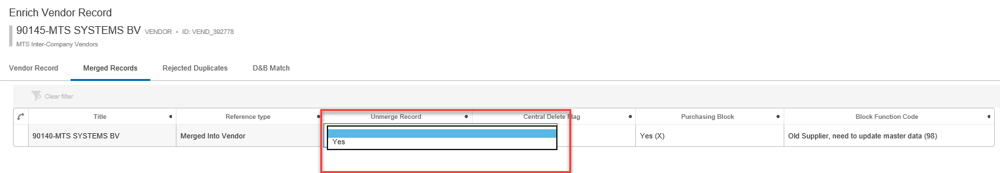 Enrich Vendor Record
90145-MTS SYSTEMS BV VENDOR • ID: VEND_392778
MTS Inter-Company Vendors
Vendor Record Merged Records Rejected Duplicates D&B Match
Clear filter
Title Reference type Unmerge Record Central Delete Flag Purchasing Block Block Function Code
90140-MTS SYSTEMS BV Merged Into Vendor Yes (X) Old Supplier, need to update master data (98)
Yes